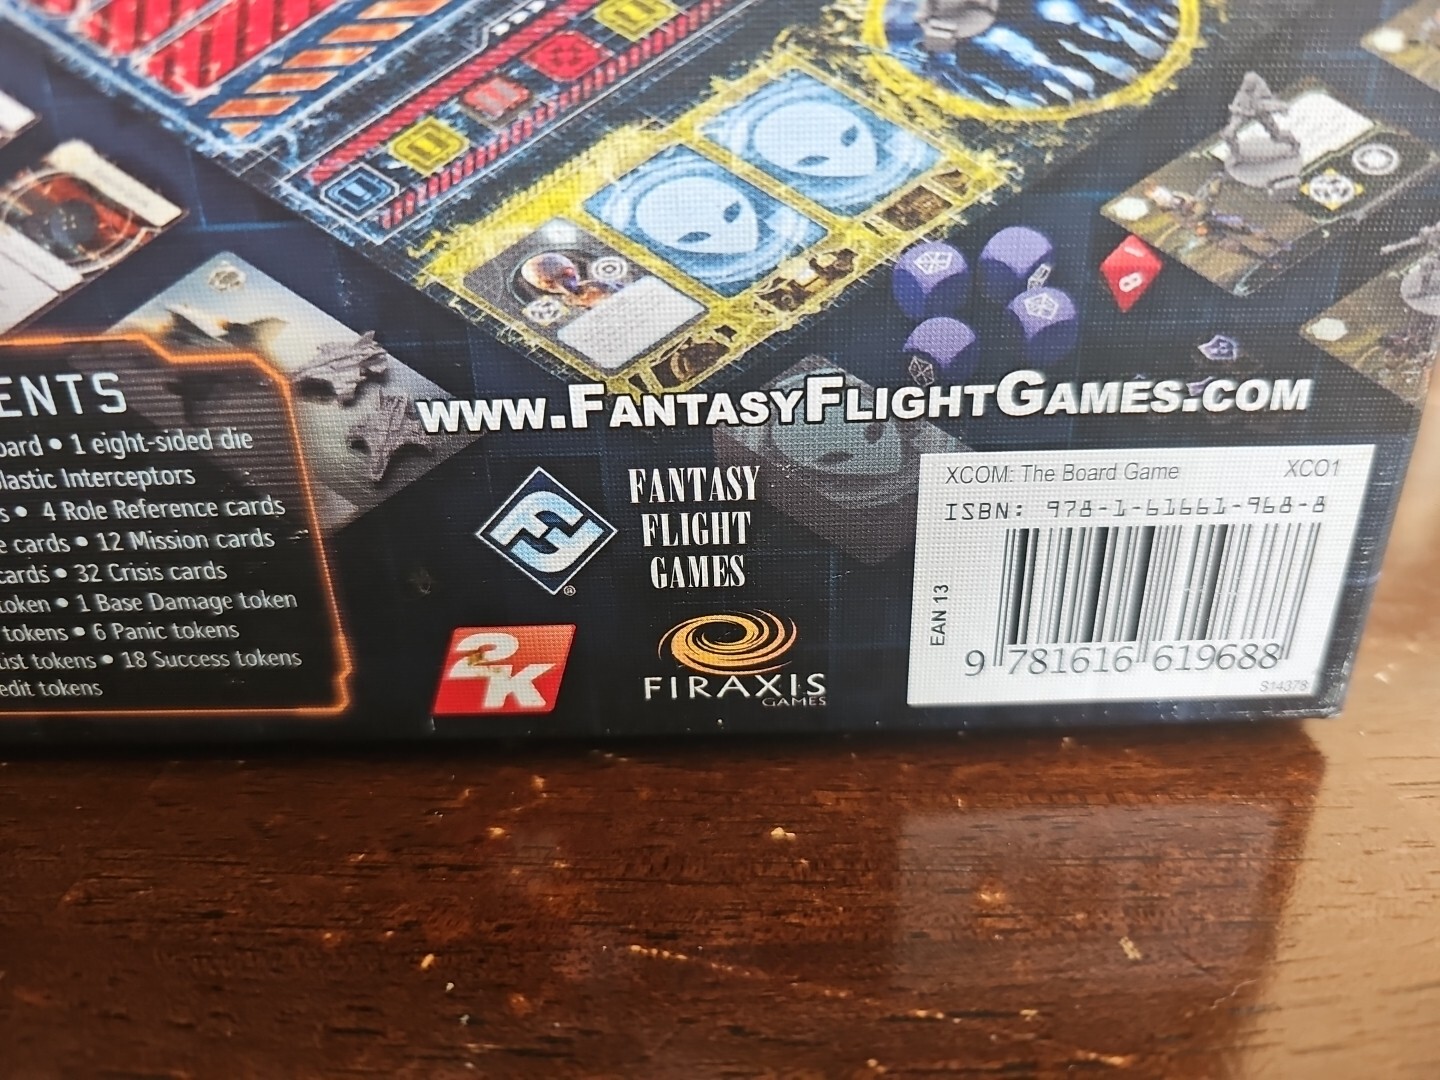 ENTS
oard • 1 eight-sided die
lastic Interceptors
s • 4 Role Reference cards
e cards • 12 Mission cards
cards • 32 Crisis cards
token • 1 Base Damage token
tokens • 6 Panic tokens
ist tokens • 18 Success tokens
edit tokens
www.FantasyFlightGames.com
FANTASY
FLIGHT
GAMES
®
2K
FIRAXIS
GAMES
XCOM: The Board Game XCO1
ISBN: 978-1-61661-968-8
EAN 13
9 781616 619688
S14378